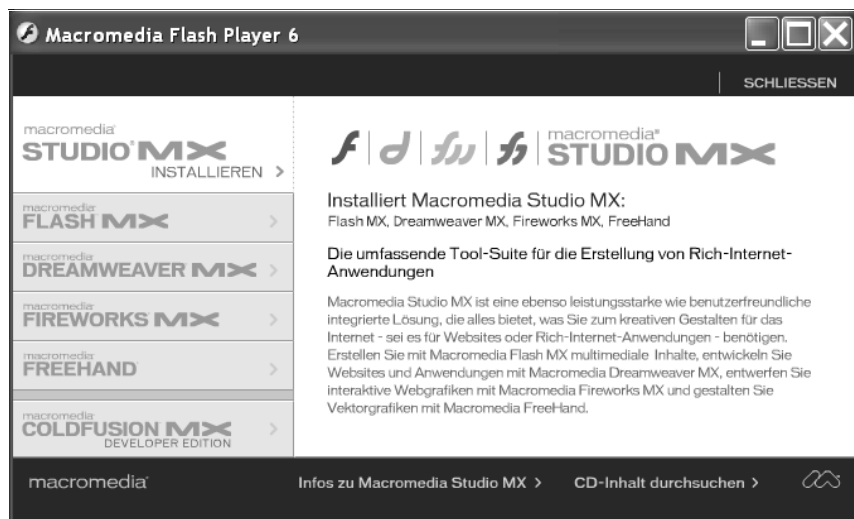 Macromedia Flash Player 6
SCHLIESSEN
macromedia®
STUDIO® MX
INSTALLIEREN >
macromedia®
FLASH MX >
macromedia®
DREAMWEAVER MX >
macromedia®
FIREWORKS MX >
macromedia®
FREEHAND® >
macromedia®
COLDFUSION MX >
DEVELOPER EDITION
macromedia®
STUDIO MX
Installiert Macromedia Studio MX:
Flash MX, Dreamweaver MX, Fireworks MX, FreeHand
Die umfassende Tool-Suite für die Erstellung von Rich-Internet-
Anwendungen
Macromedia Studio MX ist eine ebenso leistungsstarke wie benutzerfreundliche
integrierte Lösung, die alles bietet, was Sie zum kreativen Gestalten für das
Internet - sei es für Websites oder Rich-Internet-Anwendungen - benötigen.
Erstellen Sie mit Macromedia Flash MX multimediale Inhalte, entwickeln Sie
Websites und Anwendungen mit Macromedia Dreamweaver MX, entwerfen Sie
interaktive Webgrafiken mit Macromedia Fireworks MX und gestalten Sie
Vektorgrafiken mit Macromedia FreeHand.
macromedia®
Infos zu Macromedia Studio MX >
CD-Inhalt durchsuchen >